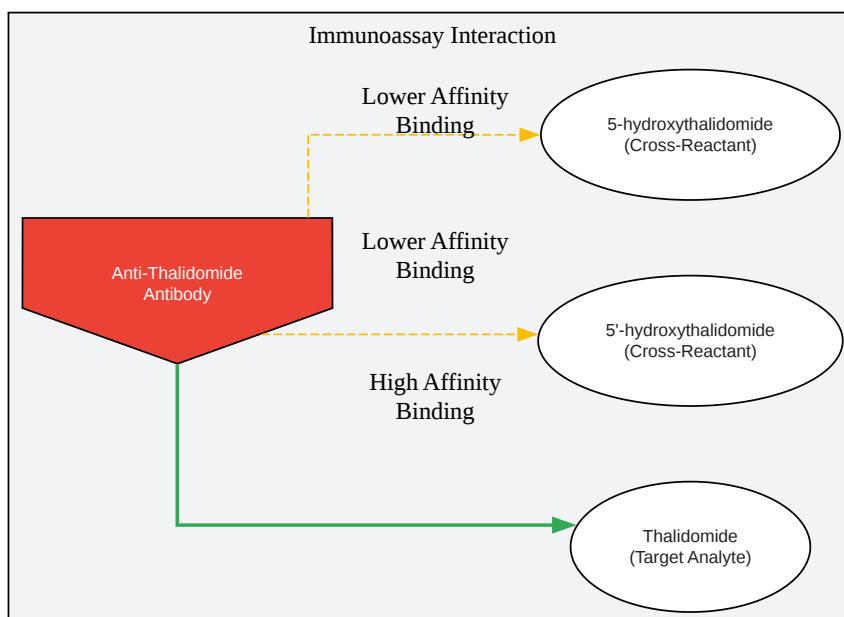 Immunoassay Interaction
Lower Affinity
Binding
5-hydroxythalidomide
(Cross-Reactant)
Anti-Thalidomide
Antibody
Lower Affinity
Binding
5'-hydroxythalidomide
(Cross-Reactant)
High Affinity
Binding
Thalidomide
(Target Analyte)